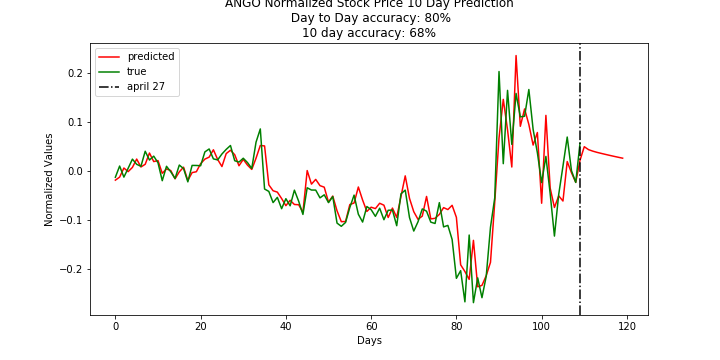 ANGO Normalized Stock Price 10 Day Prediction
Day to Day accuracy: 80%
10 day accuracy: 68%
predicted
true
april 27
Normalized Values
0.2
0.1
0.0
−0.1
−0.2
0 20 40 60 80 100 120
Days